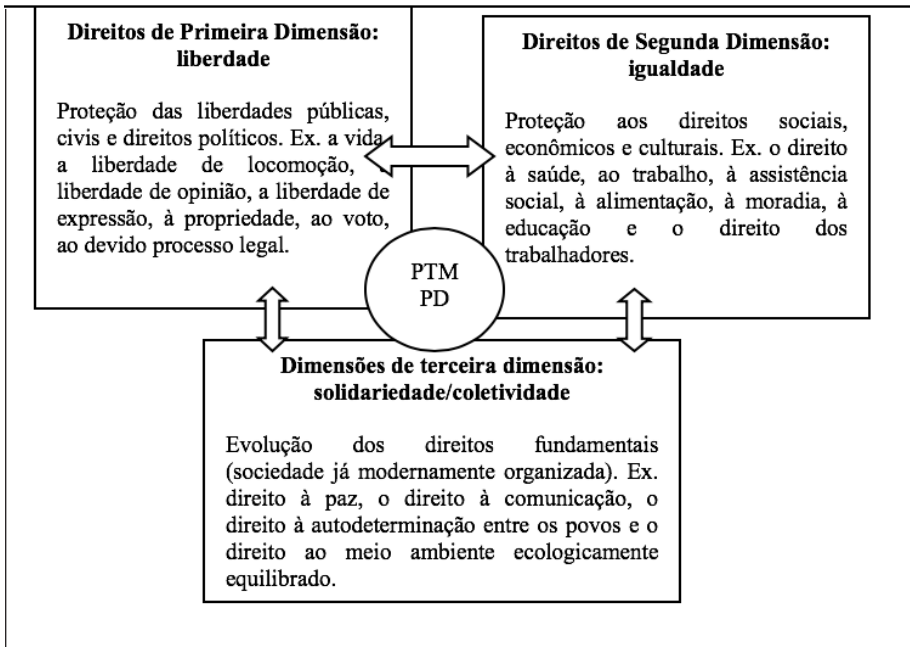 Direitos de Primeira Dimensão:
liberdade
Proteção das liberdades públicas,
civis e direitos políticos. Ex. a vida,
a liberdade de locomoção,
liberdade de opinião, a liberdade de
expressão, à propriedade, ao voto,
ao devido processo legal.
Direitos de Segunda Dimensão:
igualdade
Proteção aos direitos sociais,
econômicos e culturais. Ex. o direito
à saúde, ao trabalho, à assistência
social, à alimentação, à moradia, à
educação e o direito dos
trabalhadores.
PTM
PD
Dimensões de terceira dimensão:
solidariedade/coletividade
Evolução dos direitos fundamentais
(sociedade já modernamente organizada). Ex.
direito à paz, o direito à comunicação, o
direito à autodeterminação entre os povos e o
direito ao meio ambiente ecologicamente
equilibrado.